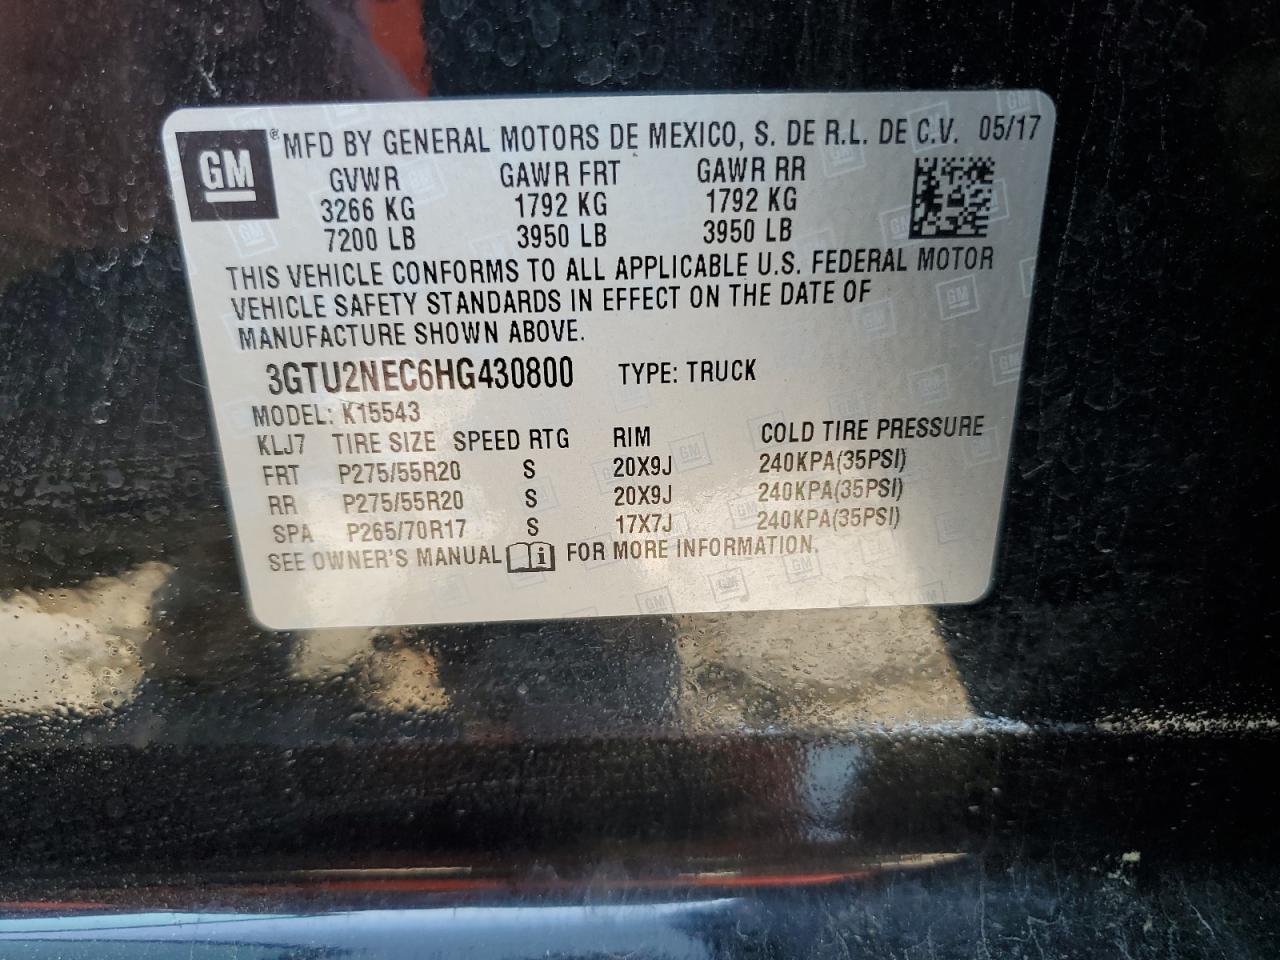 GM ® MFD BY GENERAL MOTORS DE MEXICO, S. DE R.L. DE C.V. 05/17
GVWR GAWR FRT GAWR RR
3266 KG 1792 KG 1792 KG
7200 LB 3950 LB 3950 LB
THIS VEHICLE CONFORMS TO ALL APPLICABLE U.S. FEDERAL MOTOR
VEHICLE SAFETY STANDARDS IN EFFECT ON THE DATE OF
MANUFACTURE SHOWN ABOVE.
3GTU2NEC6HG430800 TYPE: TRUCK
MODEL: K15543
KLJ7 TIRE SIZE SPEED RTG RIM COLD TIRE PRESSURE
FRT P275/55R20 S 20X9J 240KPA(35PSI)
RR P275/55R20 S 20X9J 240KPA(35PSI)
SPA P265/70R17 S 17X7J 240KPA(35PSI)
SEE OWNER'S MANUAL i FOR MORE INFORMATION.